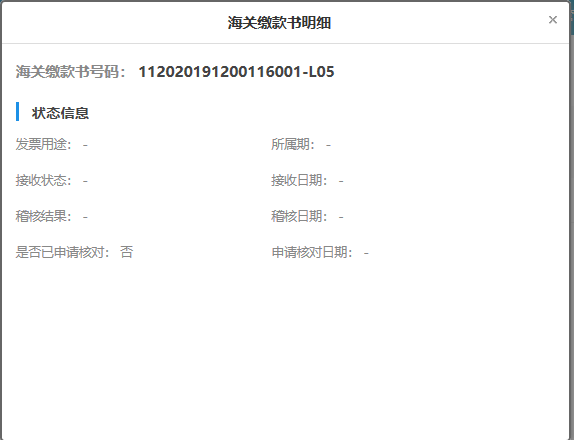 海关缴款书明细 ×
海关缴款书号码： 112020191200116001-L05
状态信息
发票用途： - 所属期： -
接收状态： - 接收日期： -
稽核结果： - 稽核日期： -
是否已申请核对： 否 申请核对日期： -